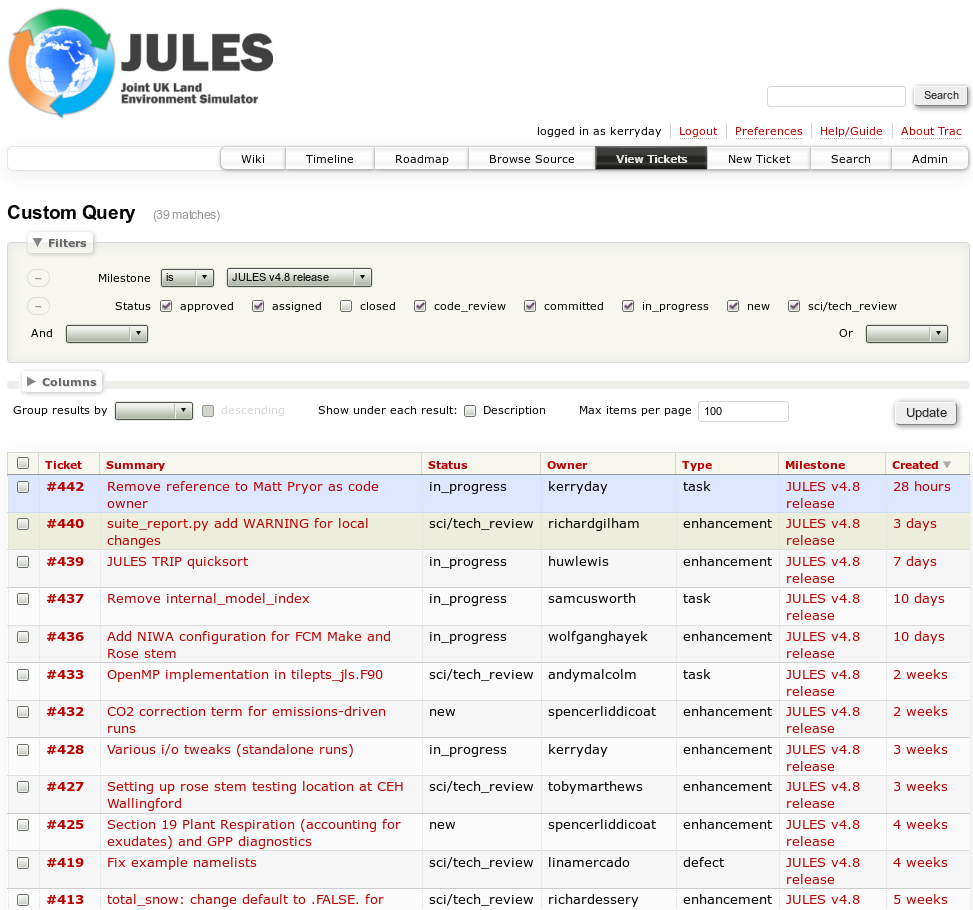 JULES
Joint UK Land
Environment Simulator
Search
logged in as kerryday Logout Preferences Help/Guide About Trac
Wiki Timeline Roadmap Browse Source View Tickets New Ticket Search Admin
Custom Query (39 matches)
Filters
Milestone is JULES v4.8 release
Status approved assigned closed code_review committed in_progress new sci/tech_review
And Or
Columns
Group results by descending Show under each result: Description Max items per page 100 Update
Ticket Summary Status Owner Type Milestone Created
#442 Remove reference to Matt Pryor as code in_progress kerryday task JULES v4.8 28 hours
owner release
#440 suite_report.py add WARNING for local sci/tech_review richardgilham enhancement JULES v4.8 3 days
changes release
#439 JULES TRIP quicksort in_progress huwlewis enhancement JULES v4.8 7 days
release
#437 Remove internal_model_index in_progress samcusworth task JULES v4.8 10 days
release
#436 Add NIWA configuration for FCM Make and in_progress wolfganghayek enhancement JULES v4.8 10 days
Rose stem release
#433 OpenMP implementation in tilepts_jls.F90 sci/tech_review andymalcolm task JULES v4.8 2 weeks
release
#432 CO2 correction term for emissions-driven new spencerliddicoat enhancement JULES v4.8 2 weeks
runs release
#428 Various i/o tweaks (standalone runs) in_progress kerryday enhancement JULES v4.8 3 weeks
release
#427 Setting up rose stem testing location at CEH sci/tech_review tobymarthews enhancement JULES v4.8 3 weeks
Wallingford release
#425 Section 19 Plant Respiration (accounting for new spencerliddicoat enhancement JULES v4.8 4 weeks
exudates) and GPP diagnostics release
#419 Fix example namelists sci/tech_review linamercado defect JULES v4.8 4 weeks
release
#413 total_snow: change default to .FALSE. for sci/tech_review richardessery enhancement JULES v4.8 5 weeks